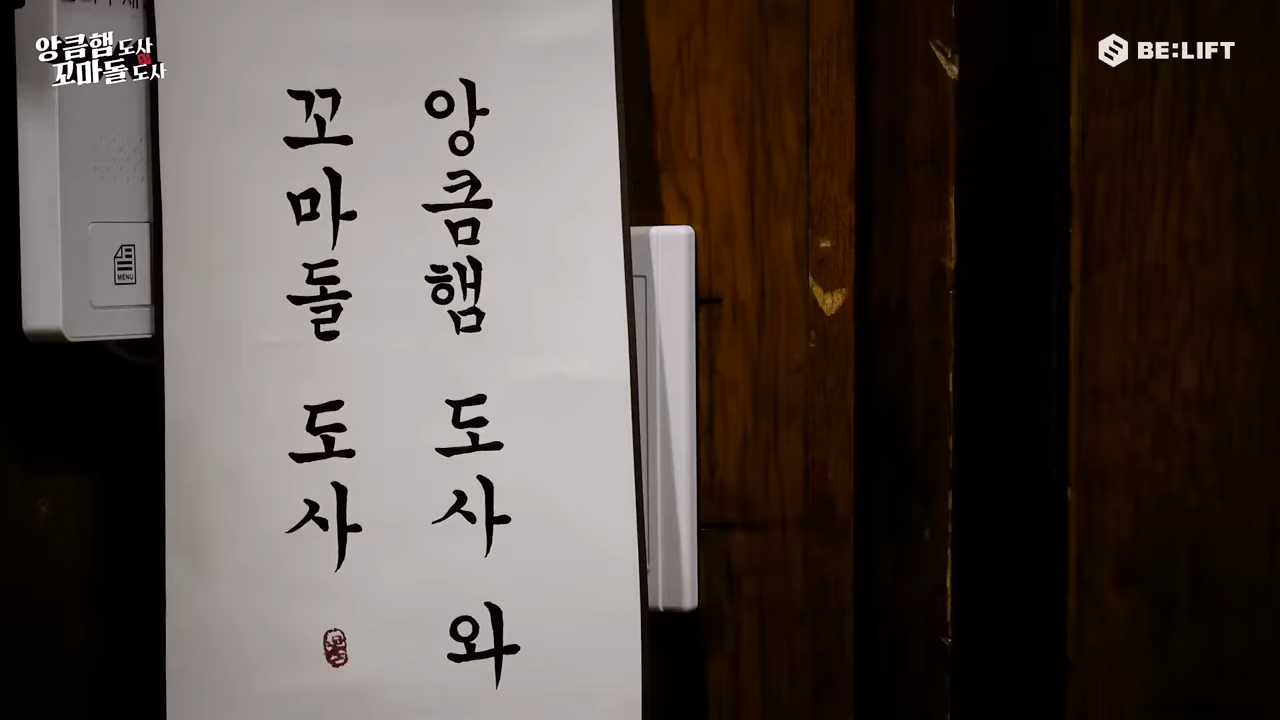 앙큼햄 도사
꼬마돌 도사
BE:LIFT
앙큼햄 도사 와
꼬마돌 도사
MENU